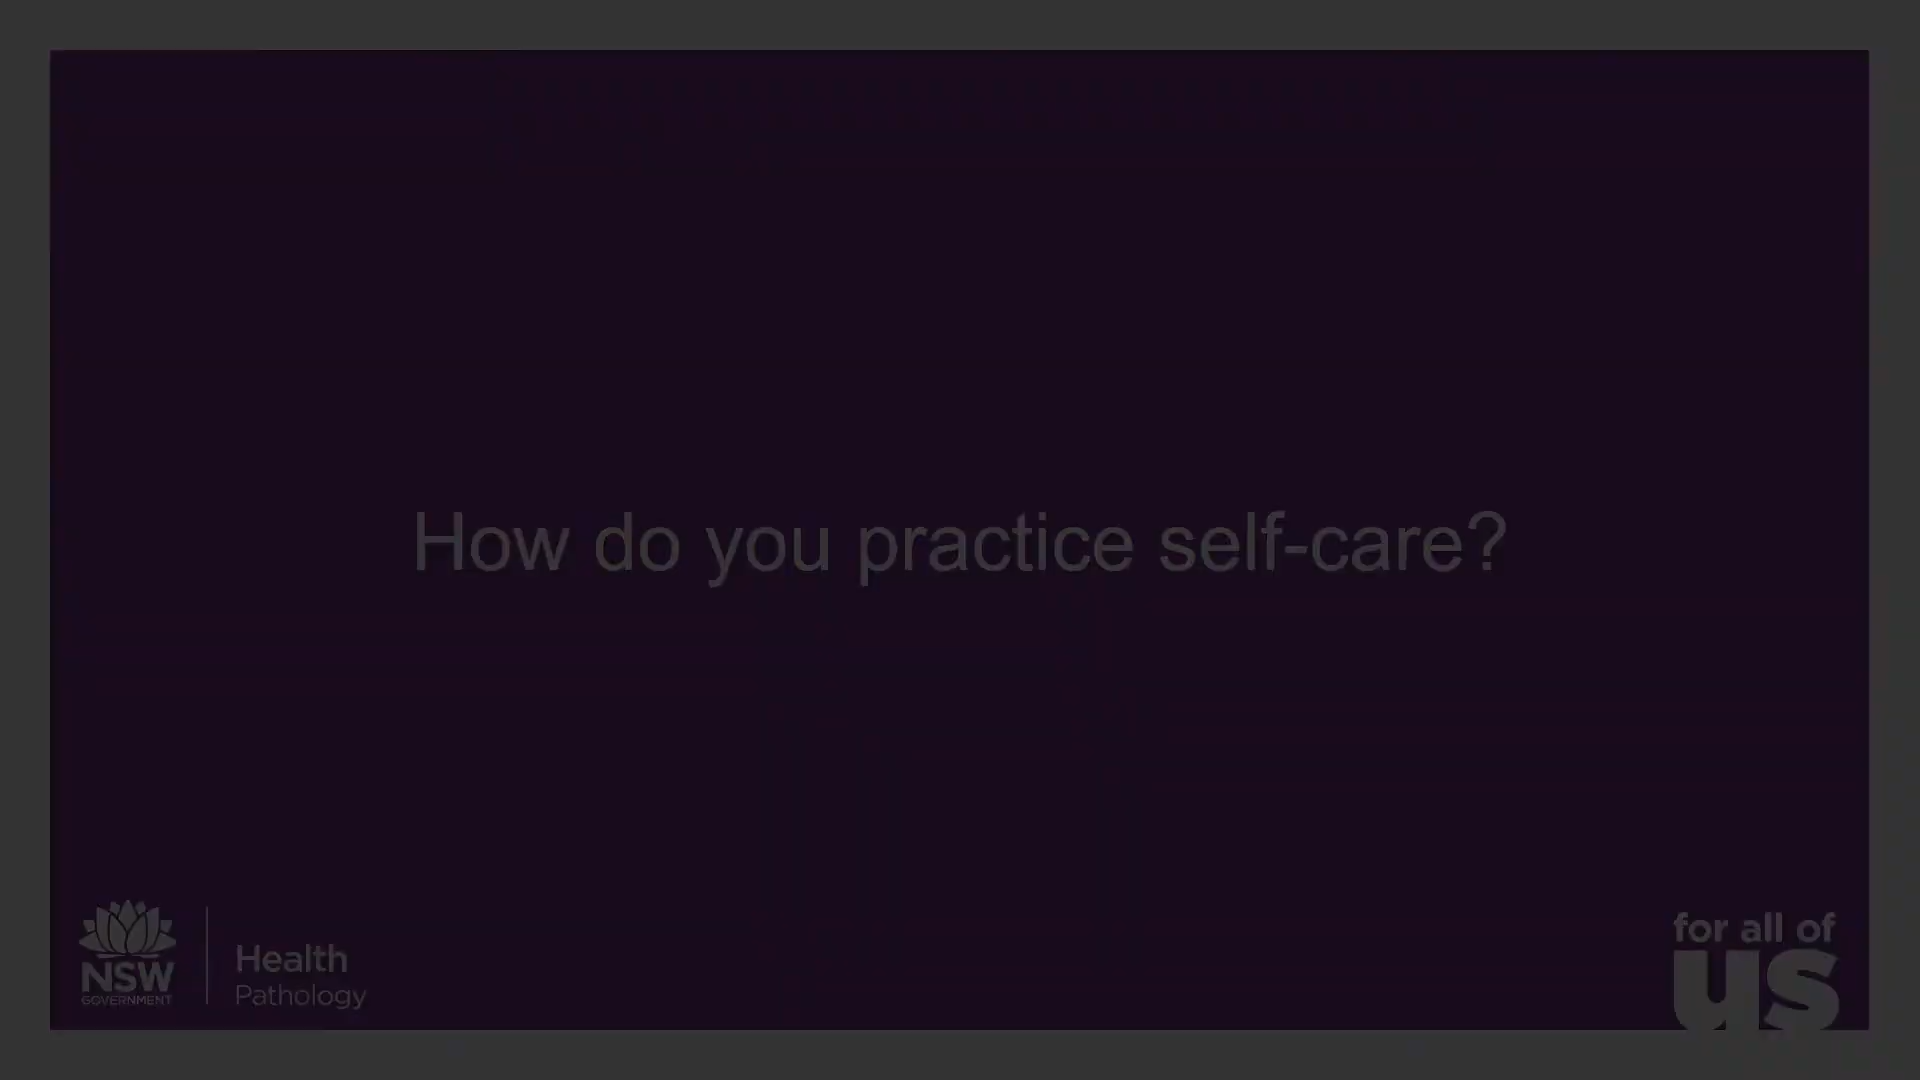 How do you practice self-care?
NSW
GOVERNMENT
Health
Pathology
for all of
us